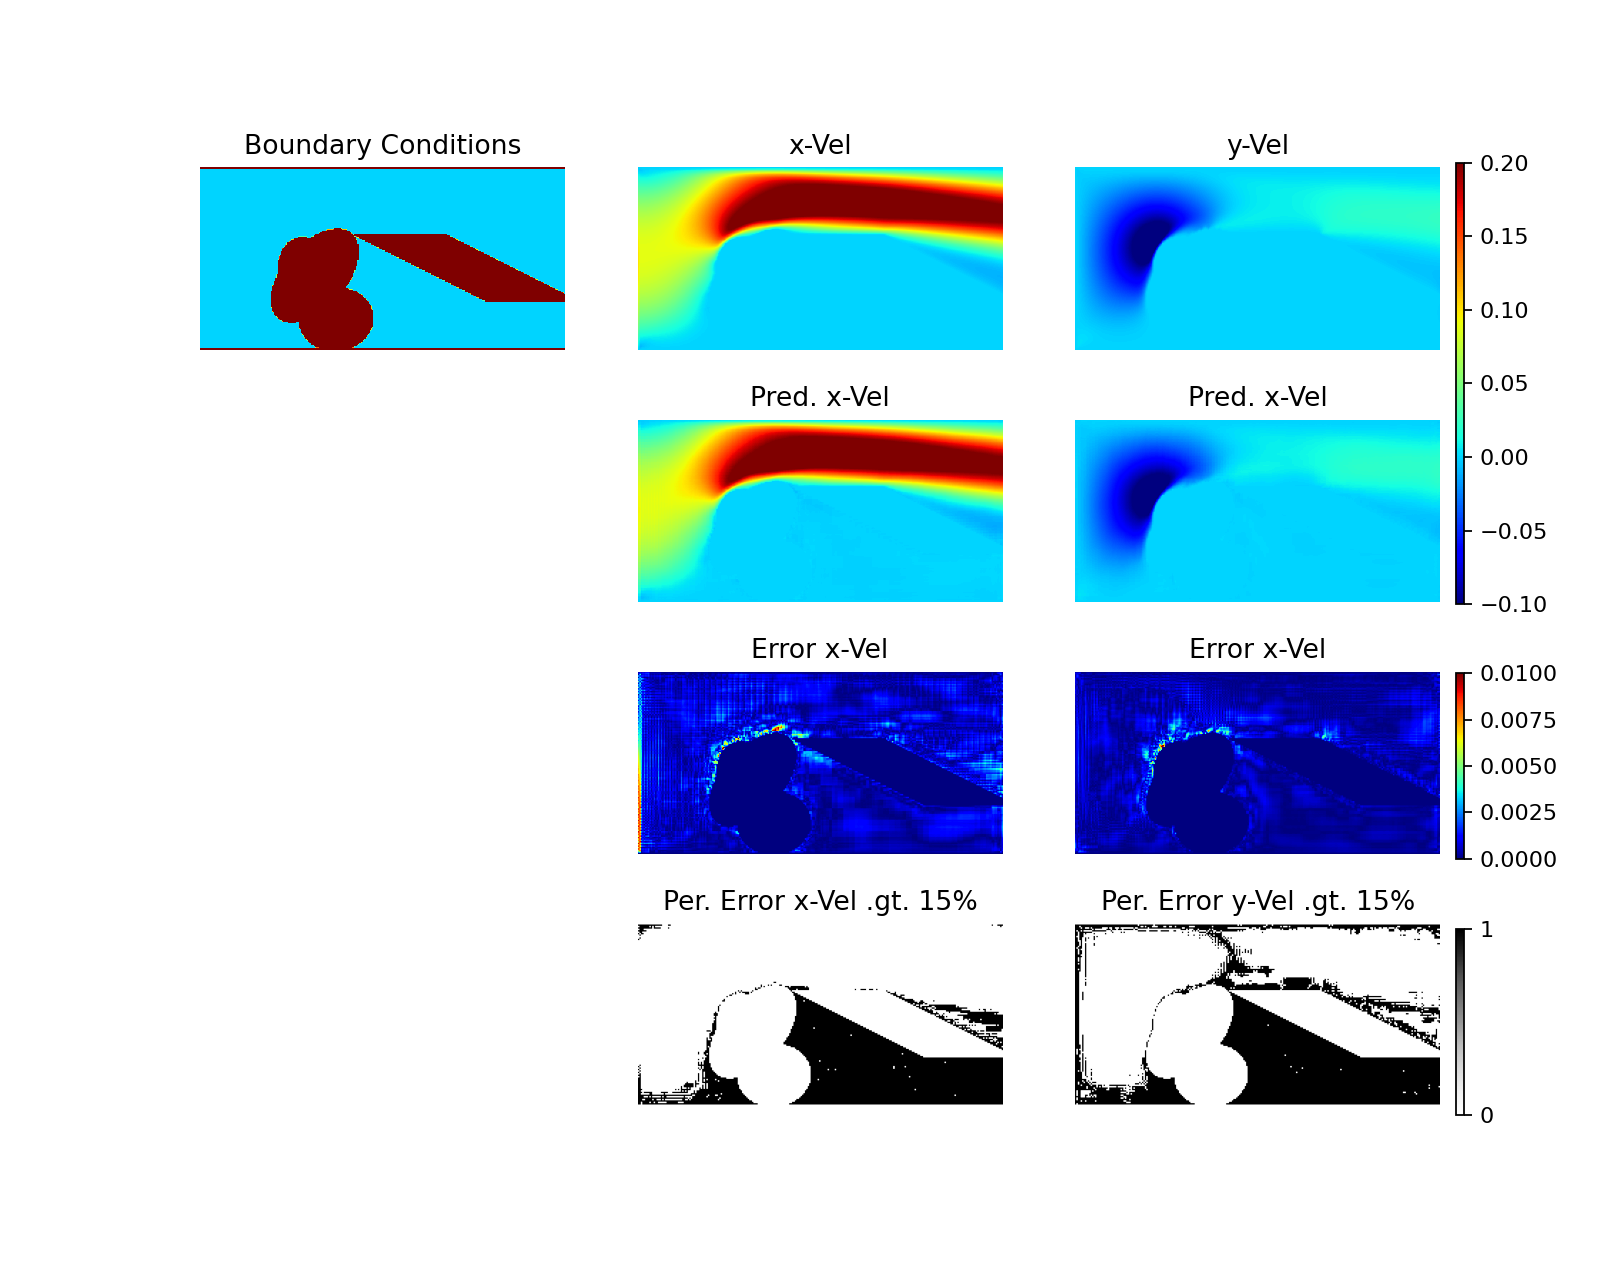 Boundary Conditions
x-Vel
y-Vel
0.20
0.15
0.10
0.05
0.00
−0.05
−0.10
Pred. x-Vel
Pred. x-Vel
Error x-Vel
Error x-Vel
0.0100
0.0075
0.0050
0.0025
0.0000
Per. Error x-Vel .gt. 15%
Per. Error y-Vel .gt. 15%
1
0